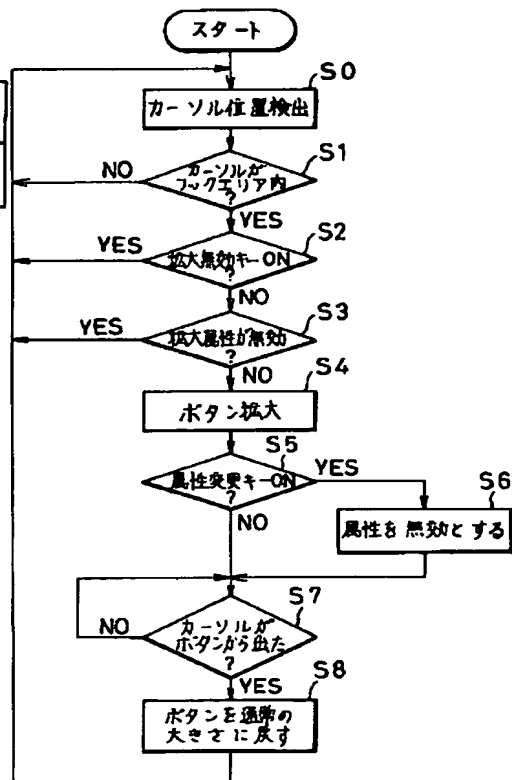 スタート
S0
カーソル位置検出
S1
カーソルが
フックエリア内
?
NO
YES
S2
拡大無効キーON
?
YES
NO
S3
拡大属性が無効
?
YES
NO
S4
ボタン拡大
S5
属性変更キーON
?
YES
NO
S6
属性を無効とする
S7
カーソルが
ボタンから出た
?
NO
YES
S8
ボタンを通常の
大きさに戻す